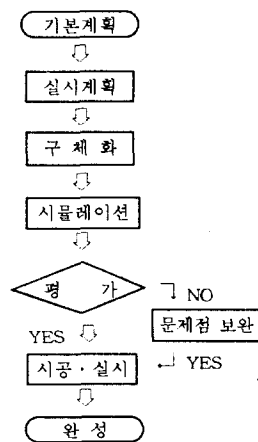 기본계획
실시계획
구 체 화
시뮬레이션
평 가
NO
문제점 보완
YES
YES
시공 · 실시
완 성